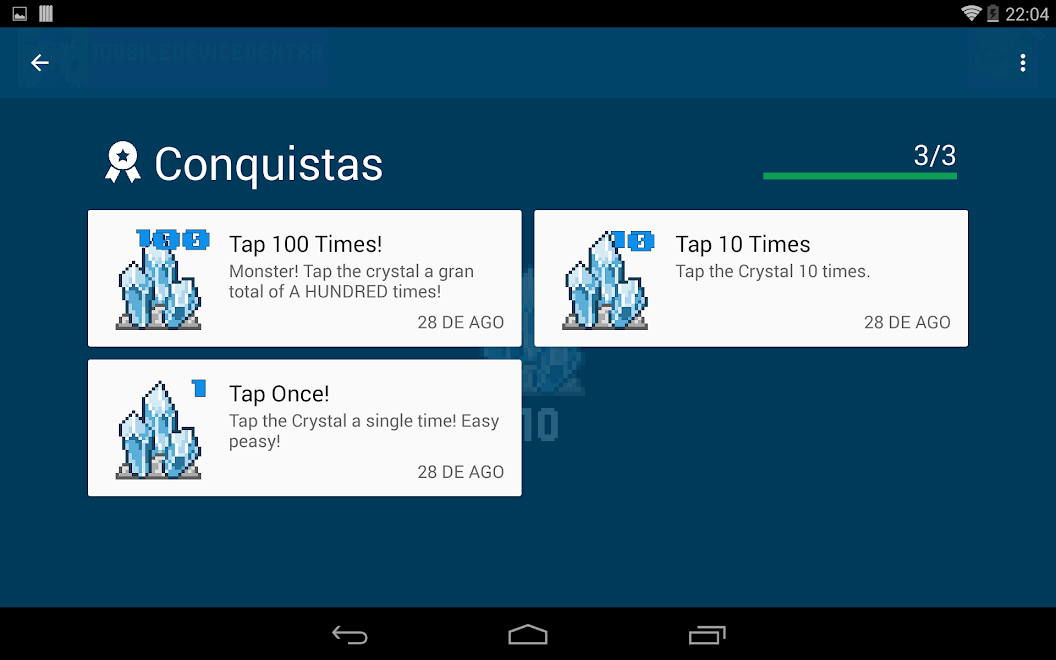 22:04
MOBILEDEVICEDEXTRA
Conquistas
3/3
100
Tap 100 Times!
Monster! Tap the crystal a gran
total of A HUNDRED times!
28 DE AGO
10
Tap 10 Times
Tap the Crystal 10 times.
28 DE AGO
1
Tap Once!
Tap the Crystal a single time! Easy
peasy!
28 DE AGO
10